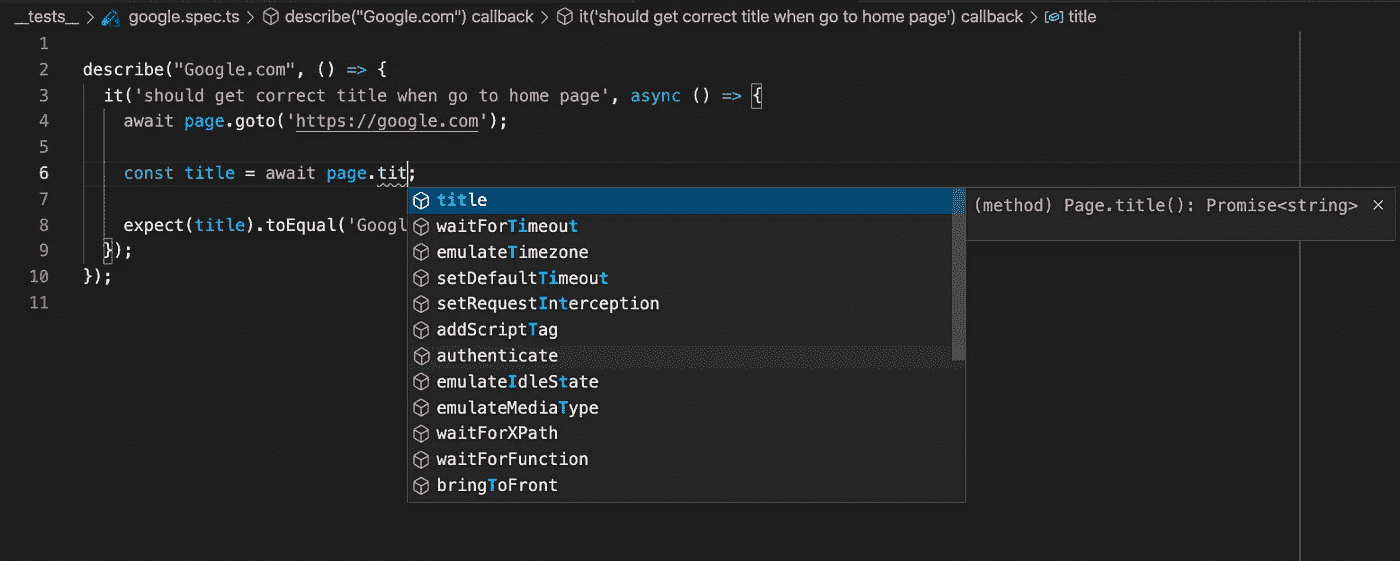 __tests__ > google.spec.ts > describe("Google.com") callback > it('should get correct title when go to home page') callback > title
1
2 describe("Google.com", () => {
3 it('should get correct title when go to home page', async () => {
4 await page.goto('https://google.com');
5
6 const title = await page.tit;
7
8 expect(title).toEqual('Googl
9 });
10 });
11
title
(method) Page.title(): Promise<string> ×
waitForTimeout
emulateTimezone
setDefaultTimeout
setRequestInterception
addScriptTag
authenticate
emulateIdleState
emulateMediaType
waitForXPath
waitForFunction
bringToFront